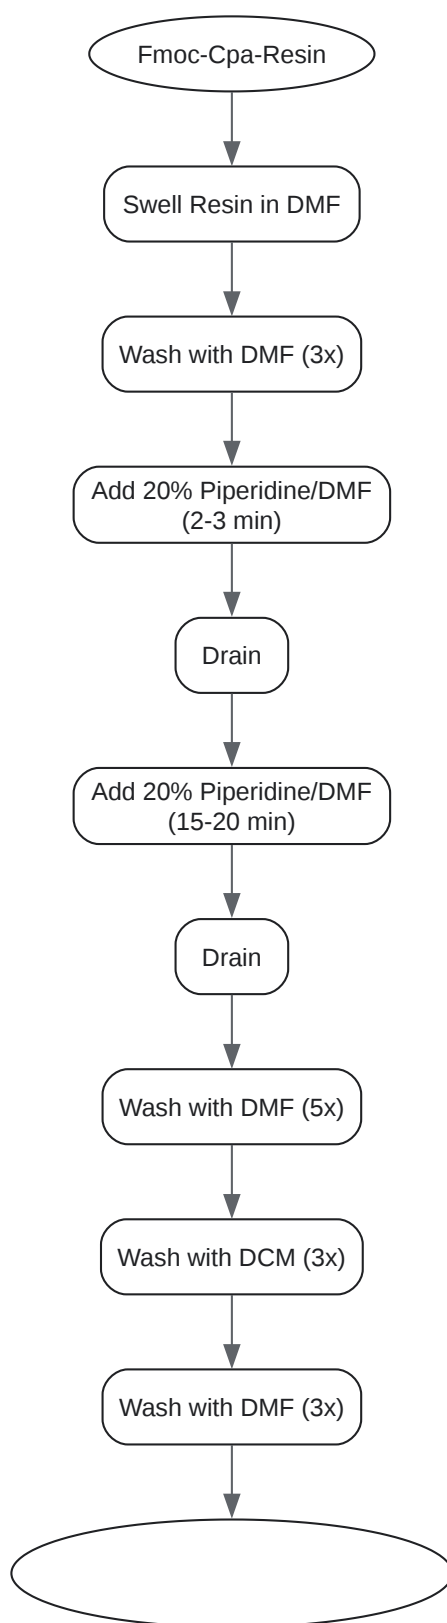 Fmoc-Cpa-Resin
Swell Resin in DMF
Wash with DMF (3x)
Add 20% Piperidine/DMF
(2-3 min)
Drain
Add 20% Piperidine/DMF
(15-20 min)
Drain
Wash with DMF (5x)
Wash with DCM (3x)
Wash with DMF (3x)